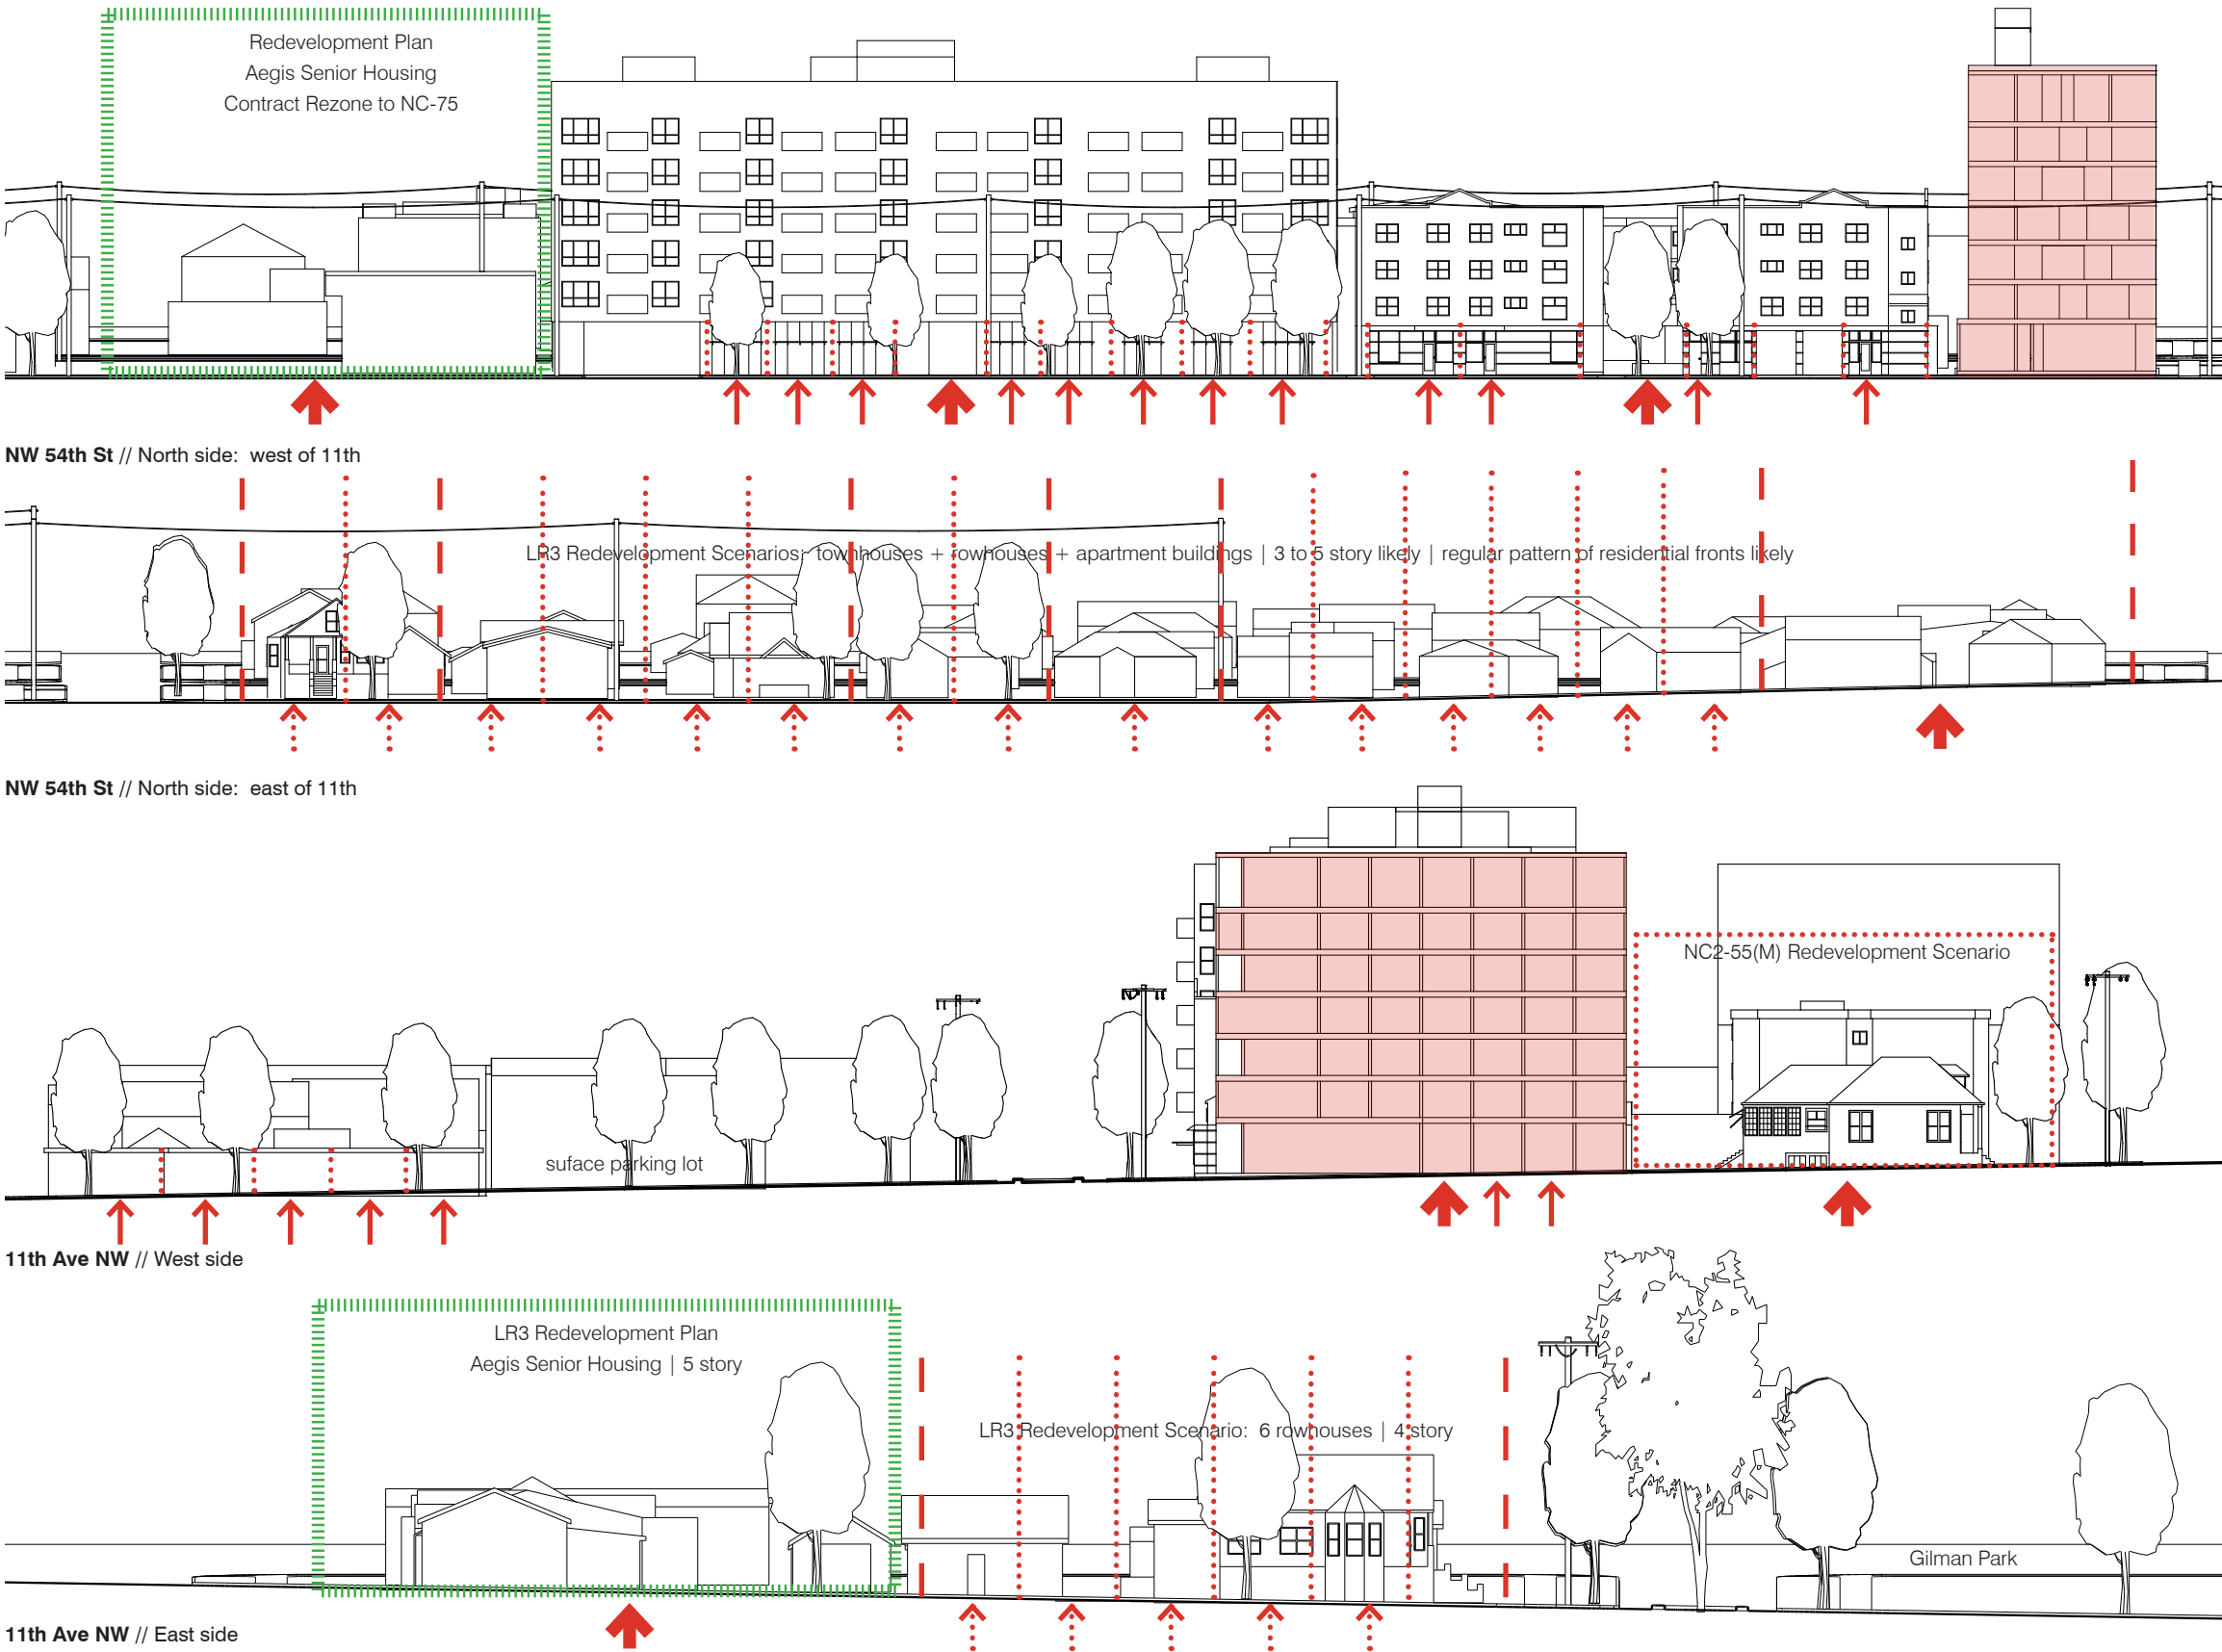 Redevelopment Plan
Aegis Senior Housing
Contract Rezone to NC-75
NW 54th St // North side: west of 11th
LR3 Redevelopment Scenarios: townhouses + rowhouses + apartment buildings | 3 to 5 story likely | regular pattern of residential fronts likely
NW 54th St // North side: east of 11th
NC2-55(M) Redevelopment Scenario
suface parking lot
11th Ave NW // West side
LR3 Redevelopment Plan
Aegis Senior Housing | 5 story
LR3 Redevelopment Scenario: 6 rowhouses | 4 story
Gilman Park
11th Ave NW // East side